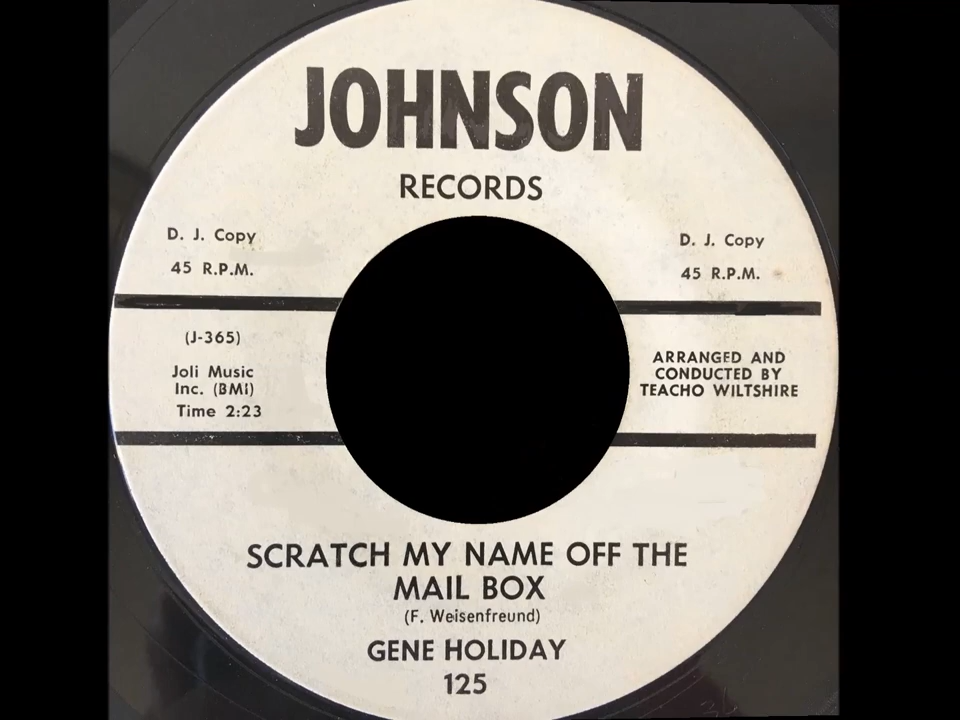 JOHNSON
RECORDS
D. J. Copy
45 R.P.M.
D. J. Copy
45 R.P.M.
(J-365)
Joli Music
Inc. (BMI)
Time 2:23
ARRANGED AND
CONDUCTED BY
TEACHO WILTSHIRE
SCRATCH MY NAME OFF THE
MAIL BOX
(F. Weisenfreund)
GENE HOLIDAY
125